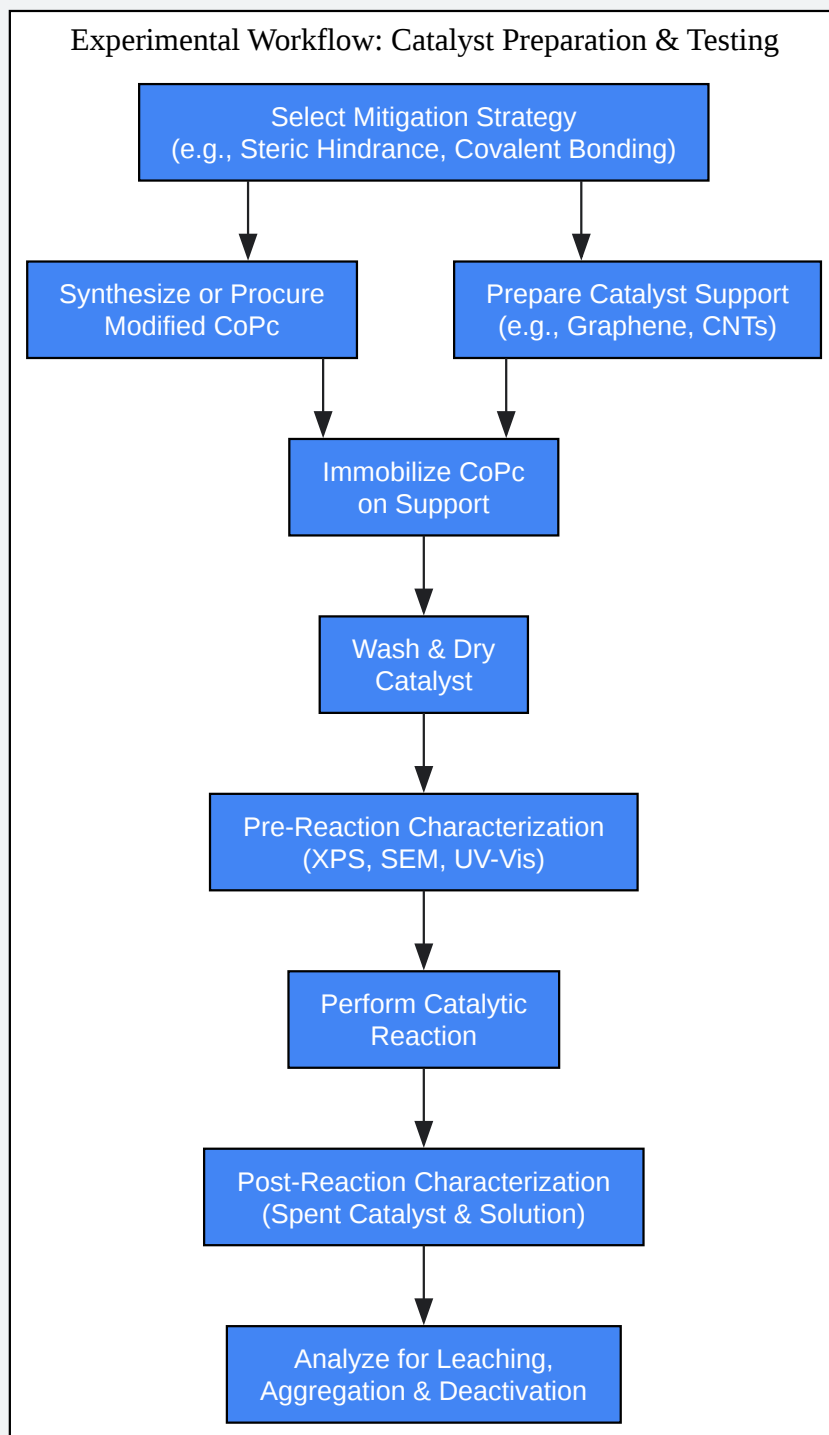 Experimental Workflow: Catalyst Preparation & Testing
Select Mitigation Strategy
(e.g., Steric Hindrance, Covalent Bonding)
Synthesize or Procure
Modified CoPc
Prepare Catalyst Support
(e.g., Graphene, CNTs)
Immobilize CoPc
on Support
Wash & Dry
Catalyst
Pre-Reaction Characterization
(XPS, SEM, UV-Vis)
Perform Catalytic
Reaction
Post-Reaction Characterization
(Spent Catalyst & Solution)
Analyze for Leaching,
Aggregation & Deactivation